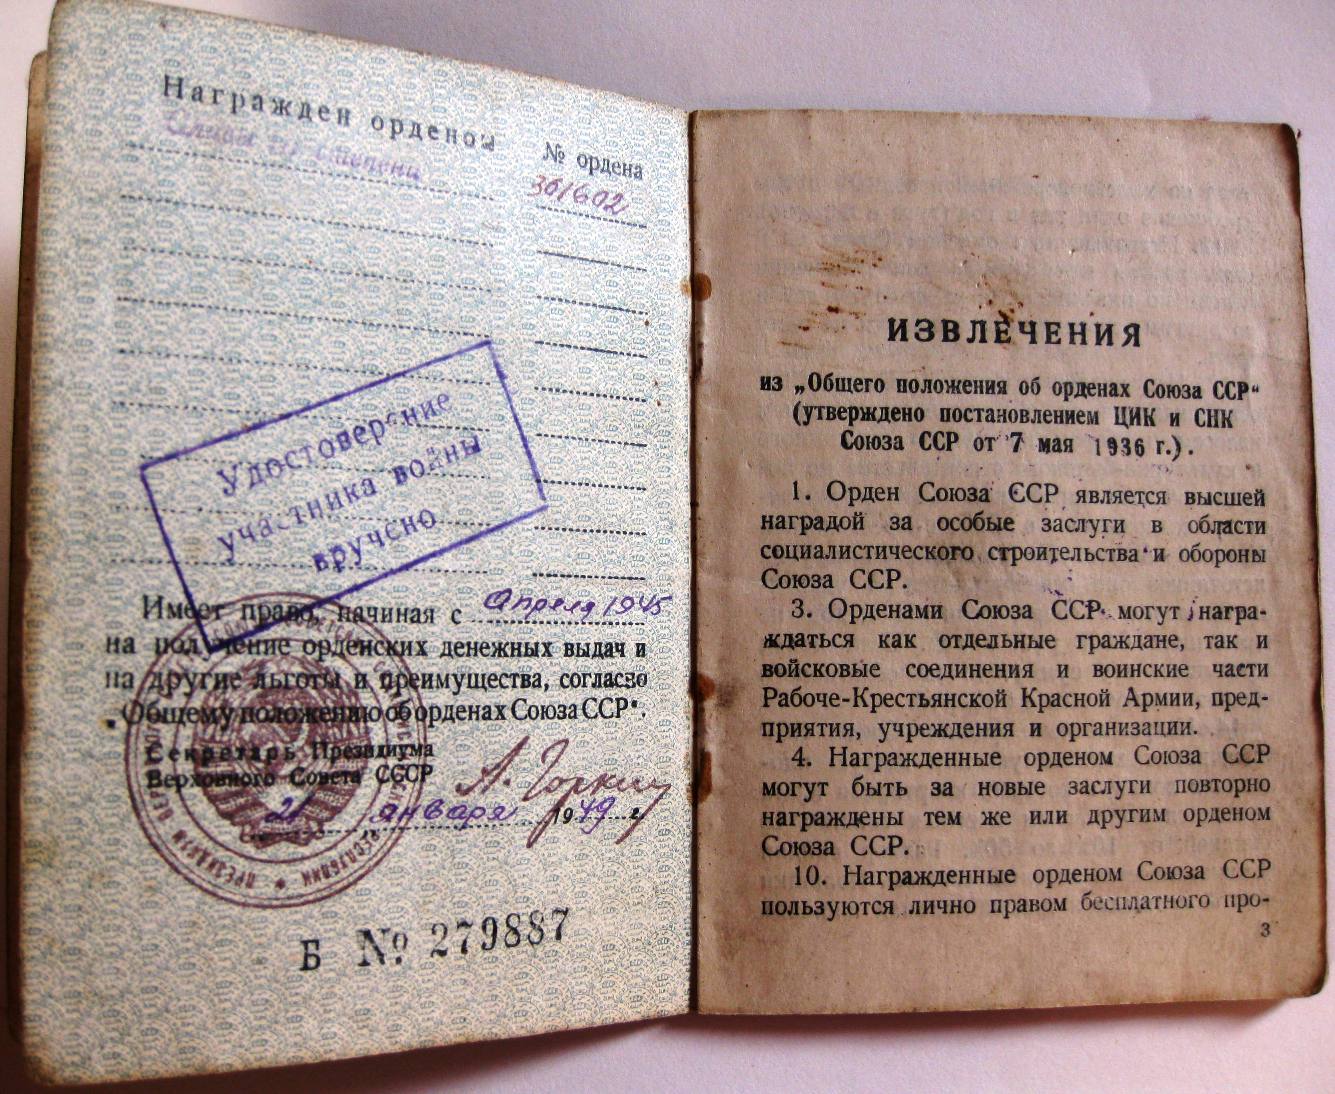 Награжден орденом
Славы III степени
№ ордена
301602
Удостоверение
участника войны
вручено
Имеет право, начиная с апреля 1945
на получение орденских денежных выдач и
на другие льготы и преимущества, согласно
„Общему положению об орденах Союза ССР“.
Секретарь Президиума
Верховного Совета СССР
А. Горкин
21 января 1949 г.
Б № 279887
ИЗВЛЕЧЕНИЯ
из „Общего положения об орденах Союза ССР“
(утверждено постановлением ЦИК и СНК
Союза ССР от 7 мая 1936 г.).
1. Орден Союза ССР является высшей
наградой за особые заслуги в области
социалистического строительства и обороны
Союза ССР.
3. Орденами Союза ССР могут награ-
ждаться как отдельные граждане, так и
войсковые соединения и воинские части
Рабоче-Крестьянской Красной Армии, пред-
приятия, учреждения и организации.
4. Награжденные орденом Союза ССР
могут быть за новые заслуги повторно
награждены тем же или другим орденом
Союза ССР.
10. Награжденные орденом Союза ССР
пользуются лично правом бесплатного про-
3